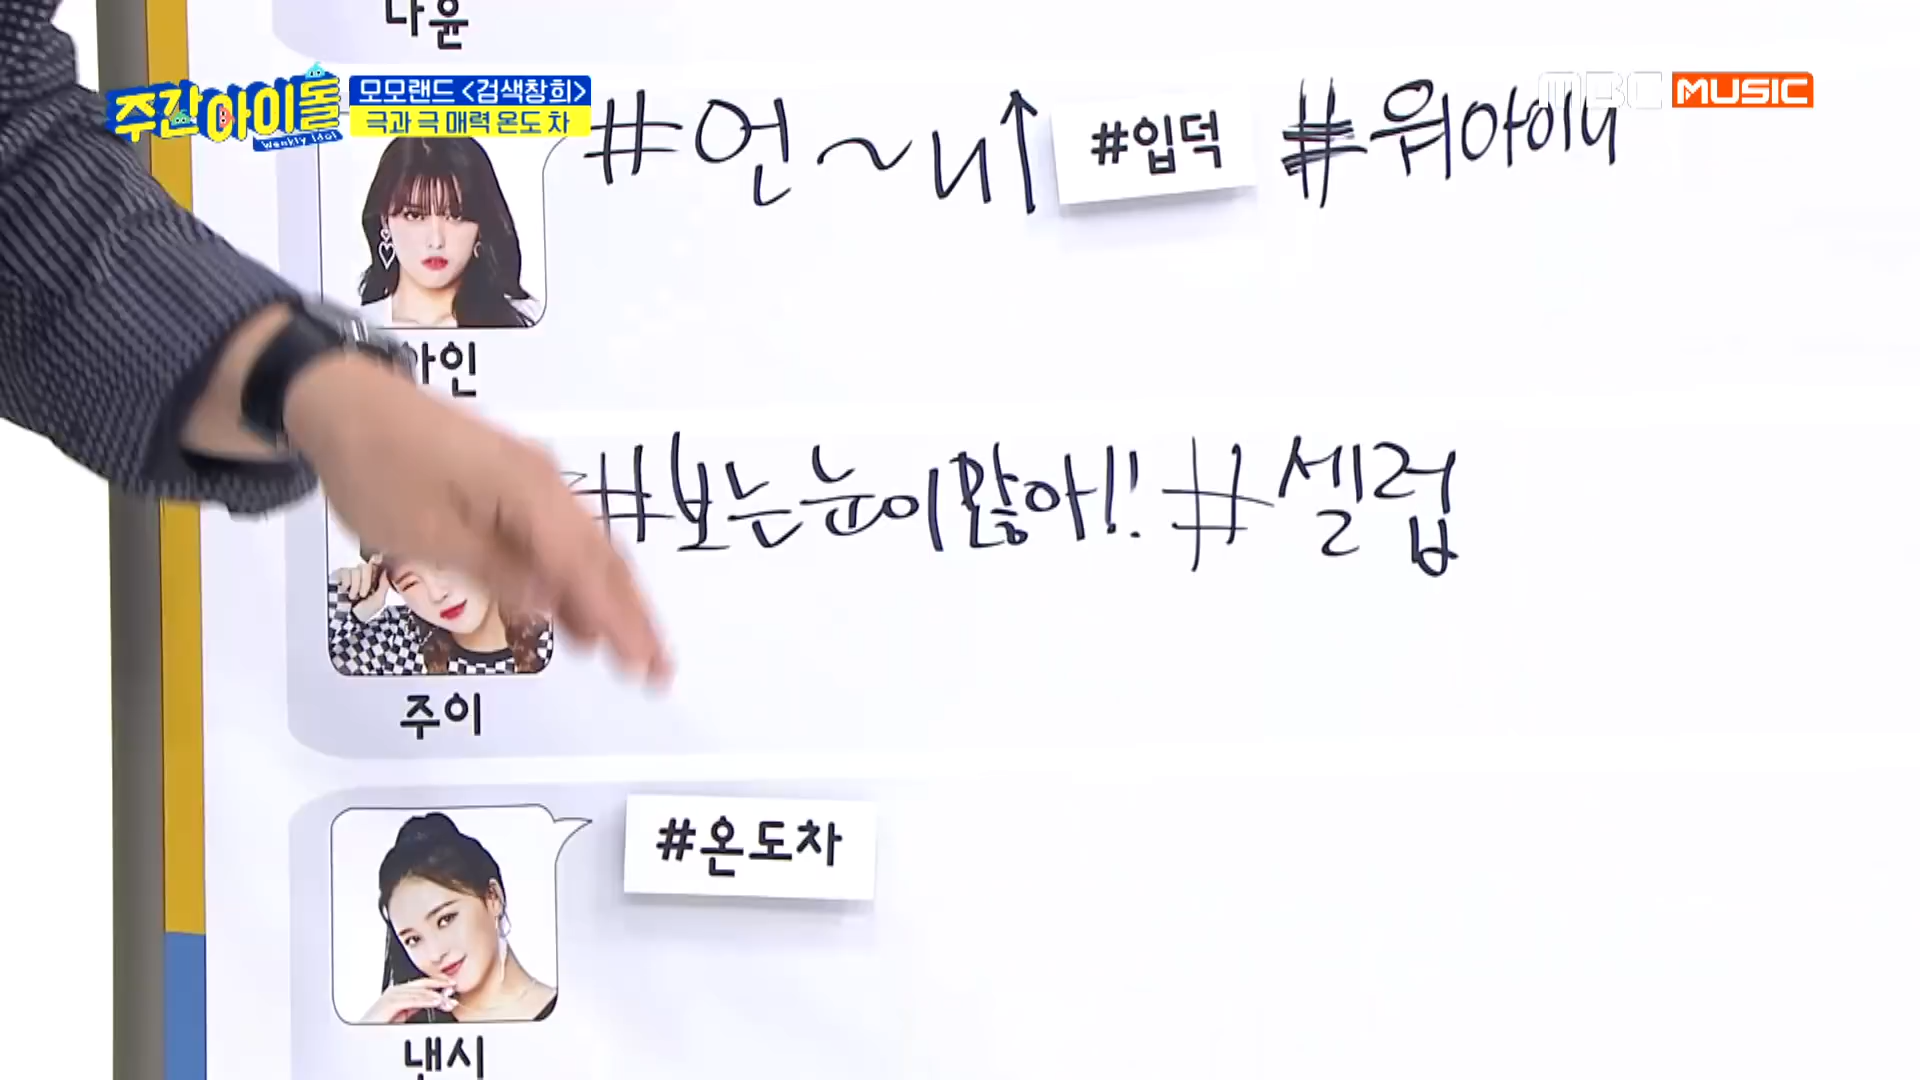 나윤
주간아이돌
Weekly Idol
모모랜드 <검색창희>
극과 극 매력 온도 차
MBC MUSIC
#언~니↑ #입덕 #워아이니
아인
#보는눈이많아!! #셀럽
주이
#온도차
낸시